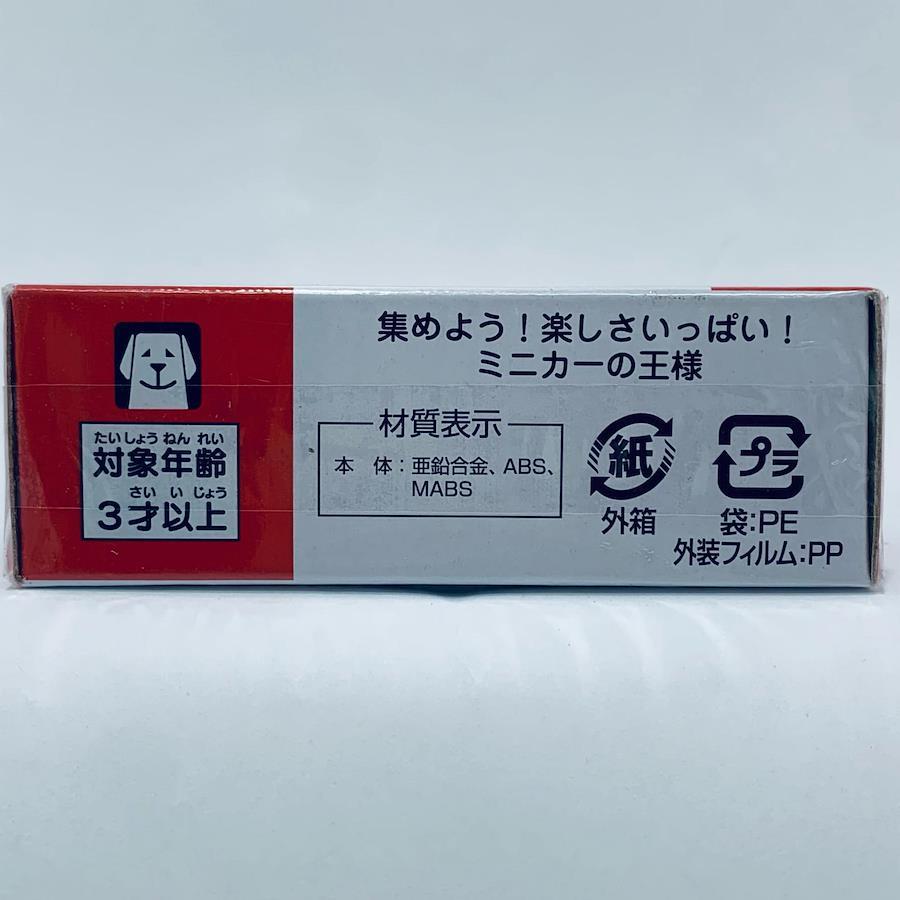 集めよう！楽しさいっぱい！
ミニカーの王様
たいしょうねんれい
対象年齢
さいいじょう
3才以上
材質表示
本 体：亜鉛合金、ABS、
MABS
紙
外箱
プラ
袋：PE
外装フィルム：PP